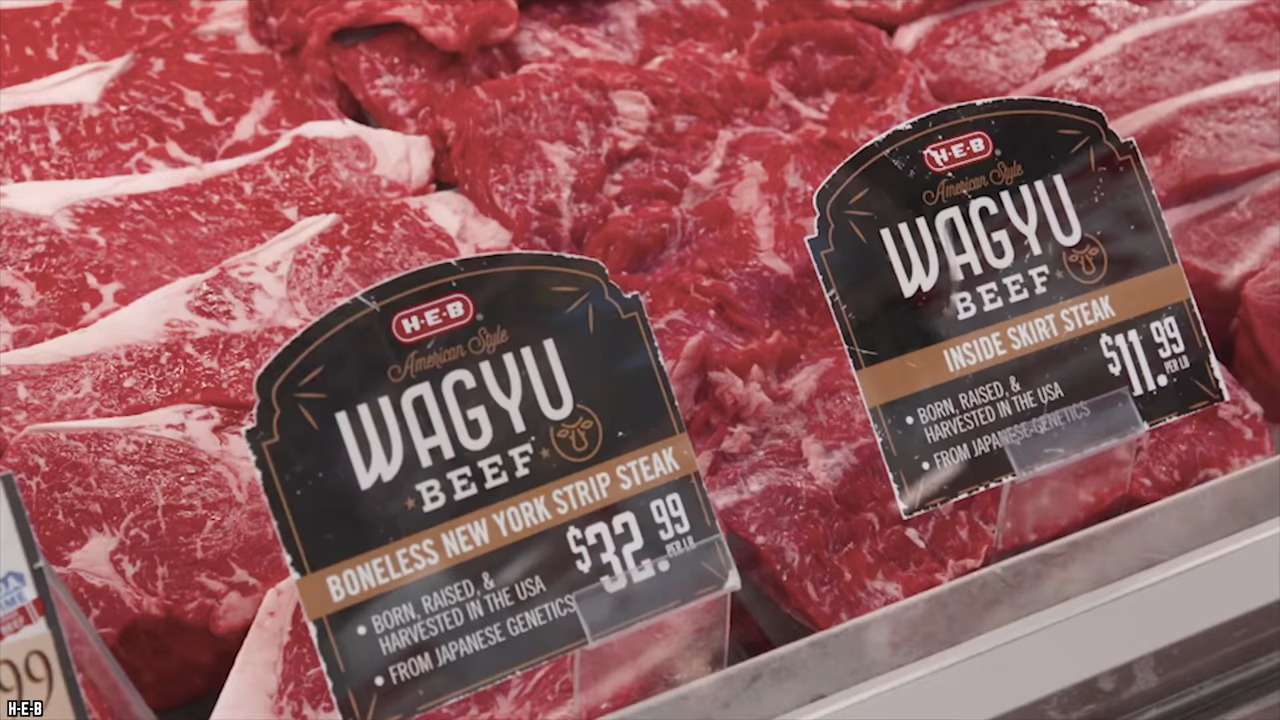 H-E-B
American Style
WAGYU
BEEF
BONELESS NEW YORK STRIP STEAK
$32.99
PER LB
• BORN, RAISED, &
HARVESTED IN THE USA
• FROM JAPANESE GENETICS
H-E-B
American Style
WAGYU
BEEF
INSIDE SKIRT STEAK
$11.99
PER LB
• BORN, RAISED, &
HARVESTED IN THE USA
• FROM JAPANESE GENETICS
99
H-E-B